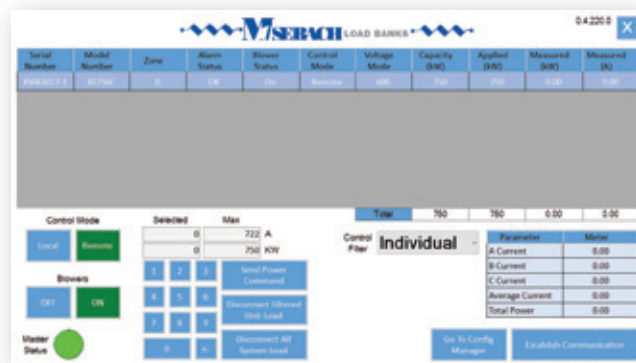 0.4.220.0 X
MSEBACH LOAD BANKS
Serial Number Model Number Zone Alarm Status Blower Status Control Mode Voltage Mode Capacity (kW) Applied (kW) Measured (kW) Measured (A)
0 OK On Remote 600 750 750 0.00 0.00
Total 750 750 0.00 0.00
Control Mode Selected Max
0 722 A
0 750 KW
Local Remote
Control Filter Individual
Parameter Meter
A Current 0.00
B Current 0.00
C Current 0.00
Average Current 0.00
Total Power 0.00
Blowers
OFF ON
1 2 3
4 5 6
7 8 9
0 <-
Send Power Command
Disconnect Filtered Unit Load
Disconnect All System Load
Master Status
Go To Config Manager
Establish Communication